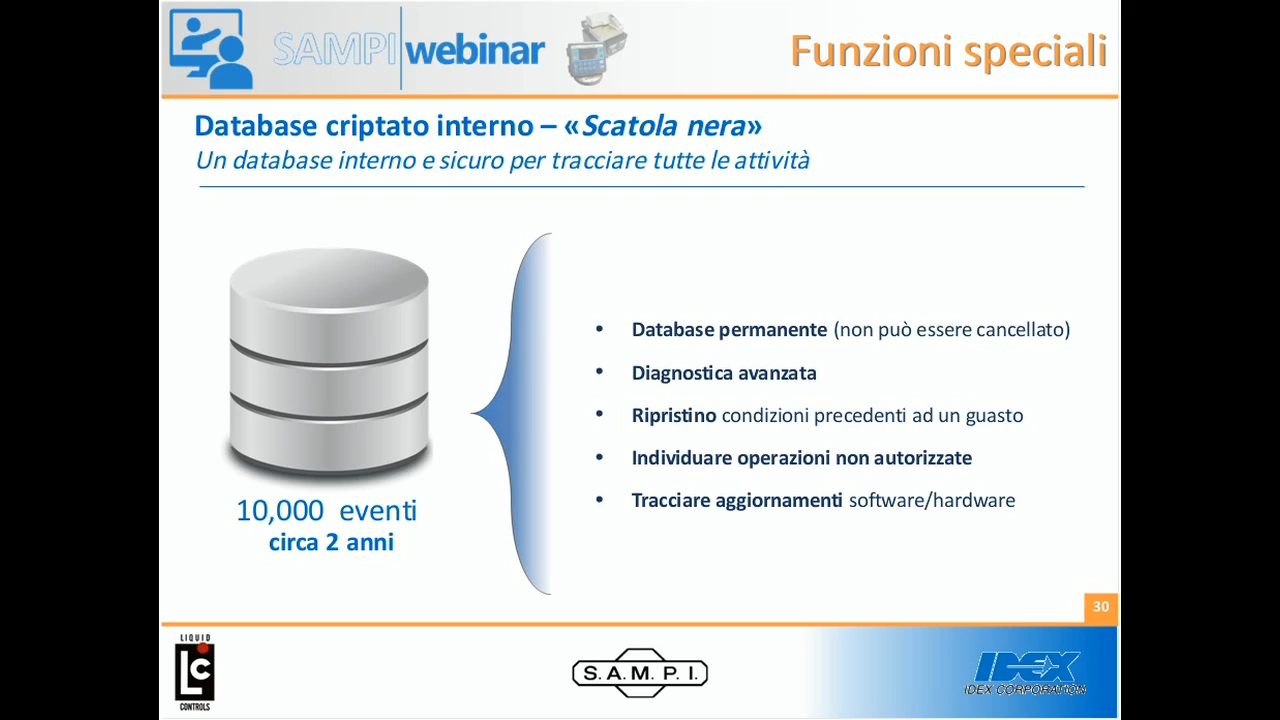 SAMPI webinar
Funzioni speciali
Database criptato interno – «Scatola nera»
Un database interno e sicuro per tracciare tutte le attività
• Database permanente (non può essere cancellato)
• Diagnostica avanzata
• Ripristino condizioni precedenti ad un guasto
• Individuare operazioni non autorizzate
• Tracciare aggiornamenti software/hardware
10,000 eventi
circa 2 anni
30
LIQUID
LC
CONTROLS
S.A.M.P.I.
IDEX
IDEX CORPORATION